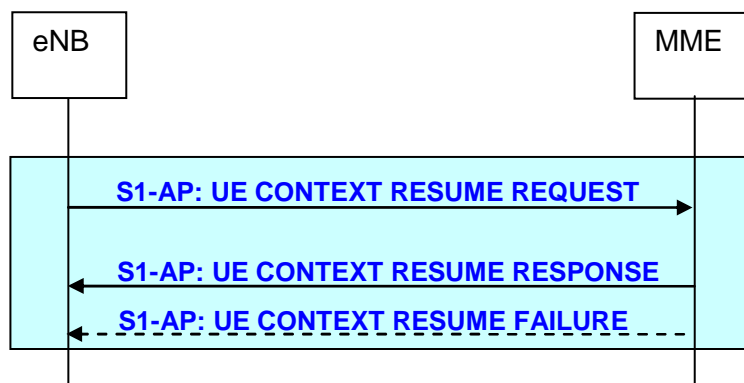 eNB
MME
S1-AP: UE CONTEXT RESUME REQUEST
S1-AP: UE CONTEXT RESUME RESPONSE
S1-AP: UE CONTEXT RESUME FAILURE